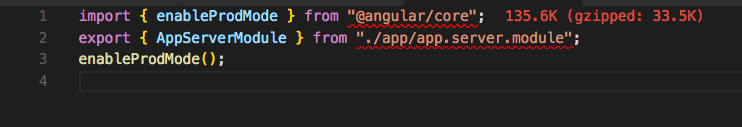 1 import { enableProdMode } from "@angular/core"; 135.6K (gzipped: 33.5K)
2 export { AppServerModule } from "./app/app.server.module";
3 enableProdMode();
4